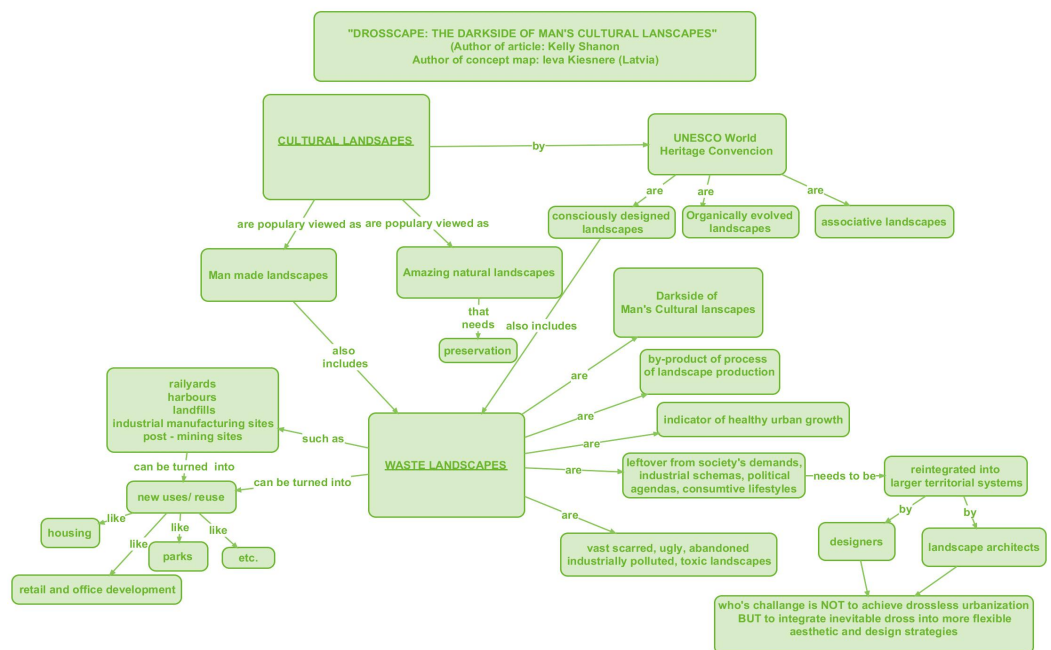 "DROSSCAPE: THE DARKSIDE OF MAN'S CULTURAL LANSCAPES"
(Author of article: Kelly Shanon
Author of concept map: Ieva Kiesnere (Latvia)
CULTURAL LANDSAPES
by
UNESCO World
Heritage Convencion
are
are
are
consciously designed
landscapes
Organically evolved
landscapes
associative landscapes
are populary viewed as
are populary viewed as
Man made landscapes
Amazing natural landscapes
that
needs
preservation
also includes
also
includes
Darkside of
Man's Cultural lanscapes
are
by-product of process
of landscape production
are
indicator of healthy urban growth
are
railyards
harbours
landfills
industrial manufacturing sites
post - mining sites
such as
WASTE LANDSCAPES
are
leftover from society's demands,
industrial schemas, political
agendas, consumtive lifestyles
needs to be
reintegrated into
larger territorial systems
can be turned into
can be turned into
new uses/ reuse
like
housing
like
retail and office development
like
parks
like
etc.
are
vast scarred, ugly, abandoned
industrially polluted, toxic landscapes
by
by
designers
landscape architects
who's challange is NOT to achieve drossless urbanization
BUT to integrate inevitable dross into more flexible
aesthetic and design strategies